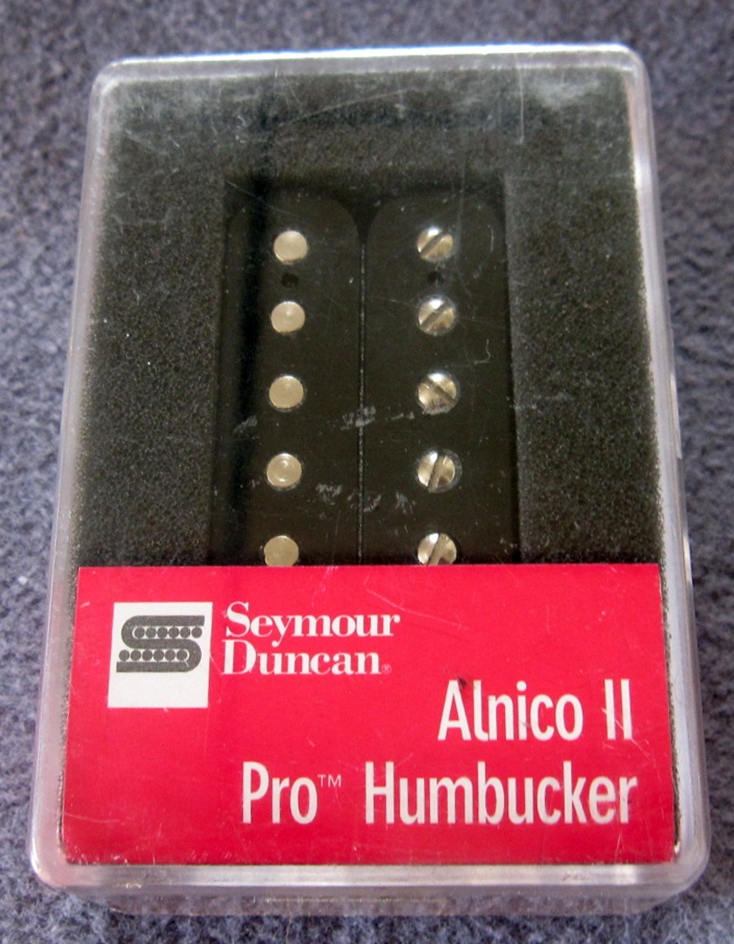 Seymour
Duncan®
Alnico II
Pro™ Humbucker